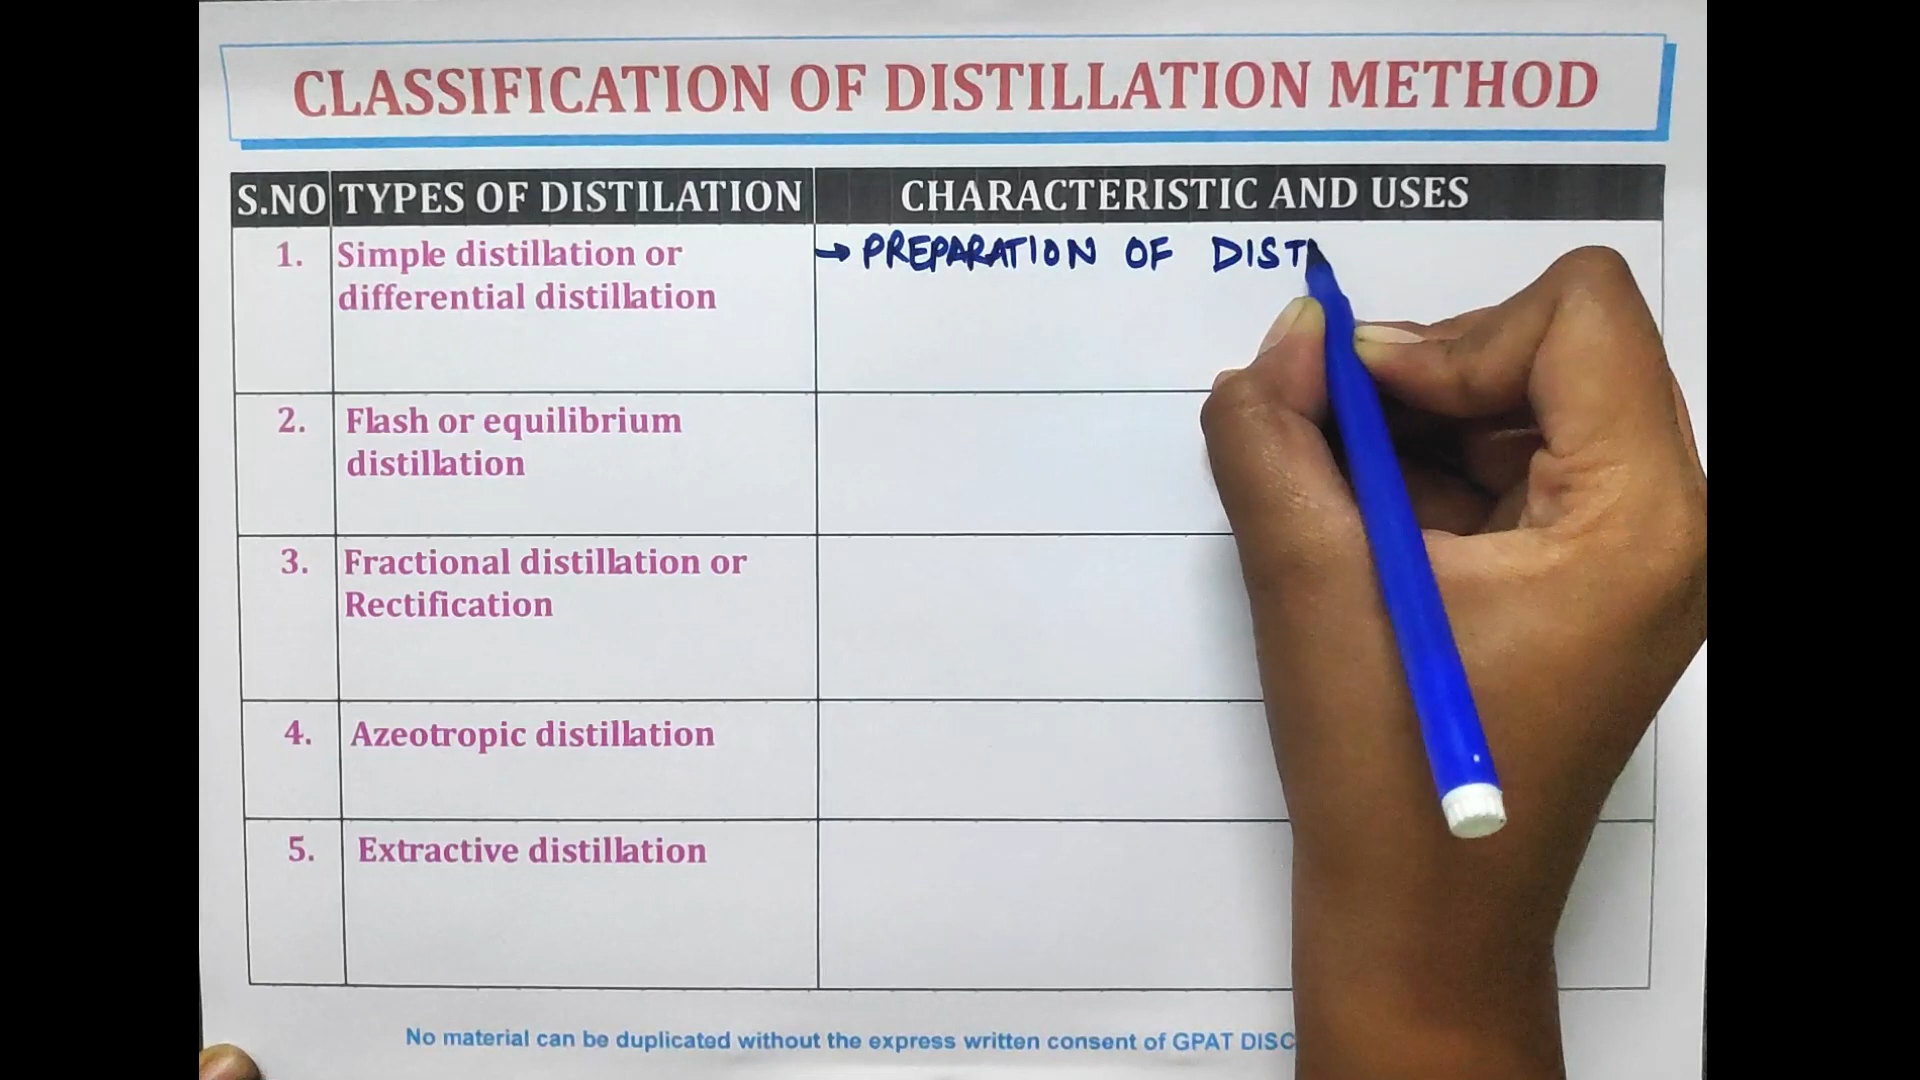 CLASSIFICATION OF DISTILLATION METHOD
S.NO TYPES OF DISTILATION CHARACTERISTIC AND USES
1. Simple distillation or → PREPARATION OF DIST
differential distillation
2. Flash or equilibrium
distillation
3. Fractional distillation or
Rectification
4. Azeotropic distillation
5. Extractive distillation
No material can be duplicated without the express written consent of GPAT DISC